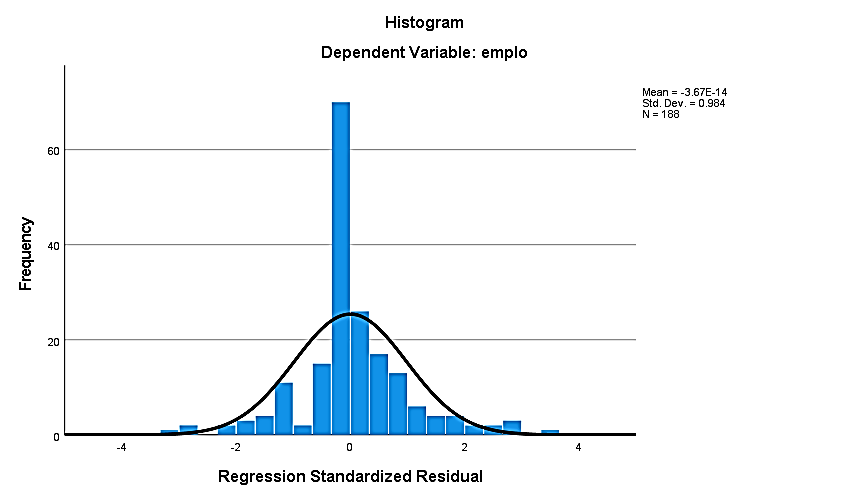 Histogram
Dependent Variable: emplo
Mean = -3.67E-14
Std. Dev. = 0.984
N = 188
Frequency
60
40
20
0
-4
-2
0
2
4
Regression Standardized Residual